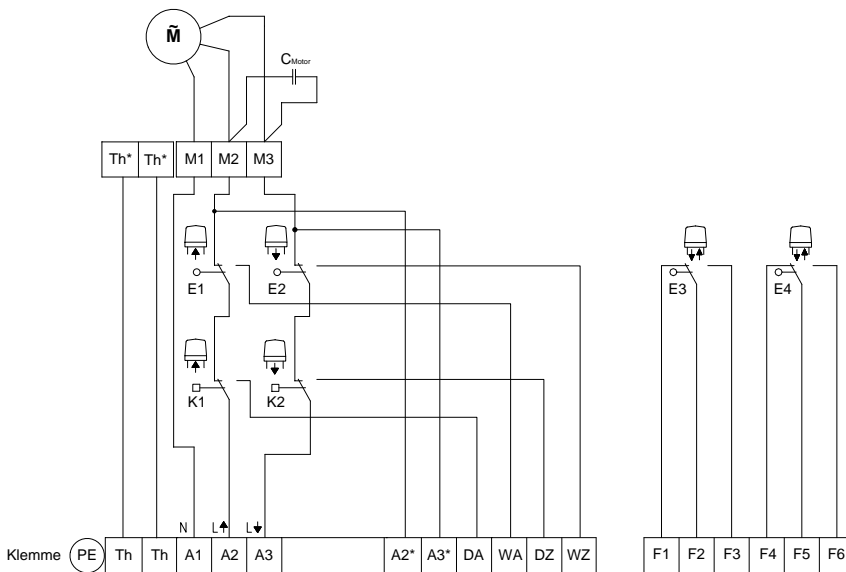 M̃
C Motor
Th* Th* M1 M2 M3
E1 E2 E3 E4
K1 K2
N L L
Klemme PE Th Th A1 A2 A3 A2* A3* DA WA DZ WZ F1 F2 F3 F4 F5 F6